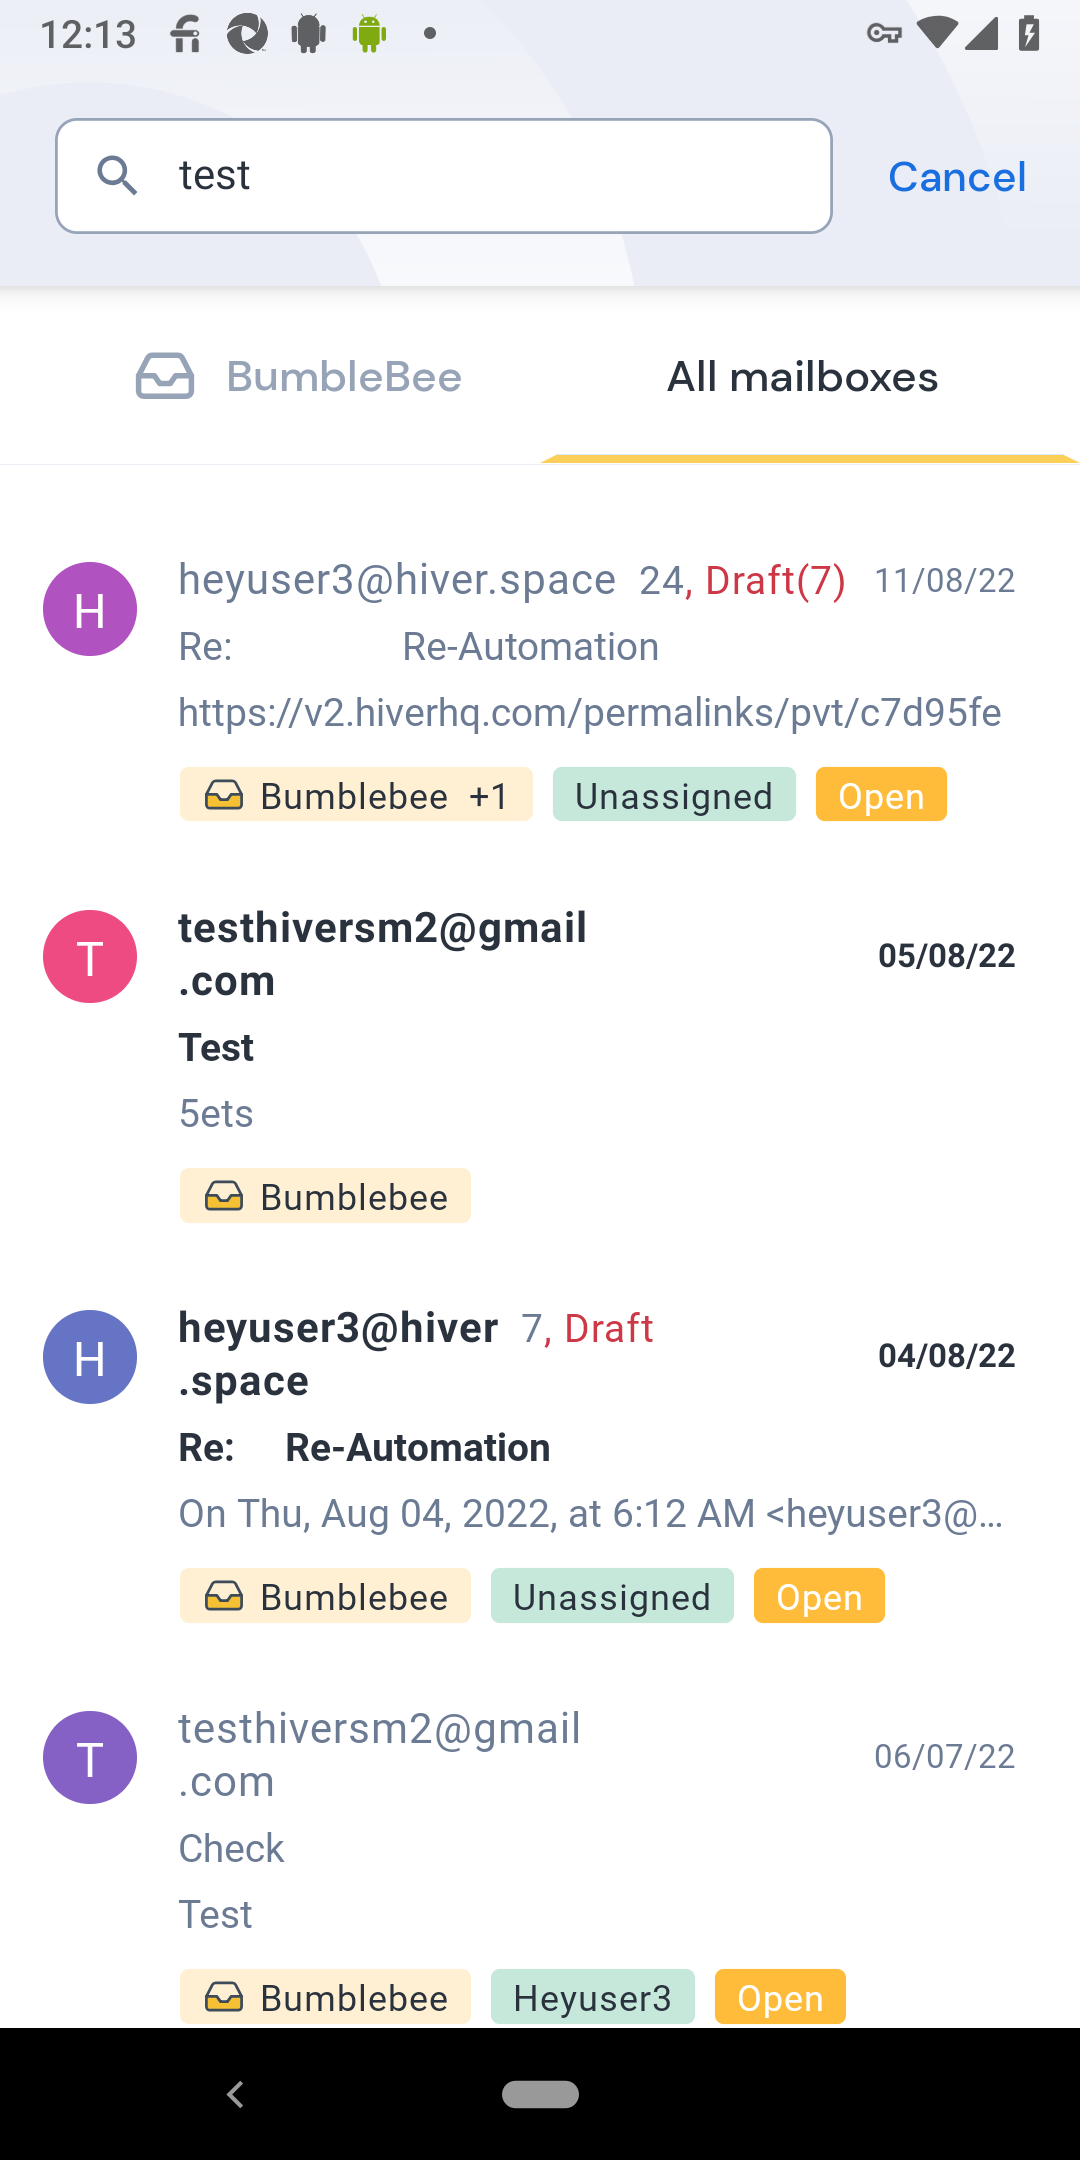 12:13
test
Cancel
BumbleBee
All mailboxes
H
heyuser3@hiver.space 24, Draft(7) 11/08/22
Re: Re-Automation
https://v2.hiverhq.com/permalinks/pvt/c7d95fe
Bumblebee +1 Unassigned Open
T
testhiversm2@gmail
.com
05/08/22
Test
5ets
Bumblebee
H
heyuser3@hiver 7, Draft
.space
04/08/22
Re: Re-Automation
On Thu, Aug 04, 2022, at 6:12 AM <heyuser3@...
Bumblebee Unassigned Open
T
testhiversm2@gmail
.com
06/07/22
Check
Test
Bumblebee Heyuser3 Open